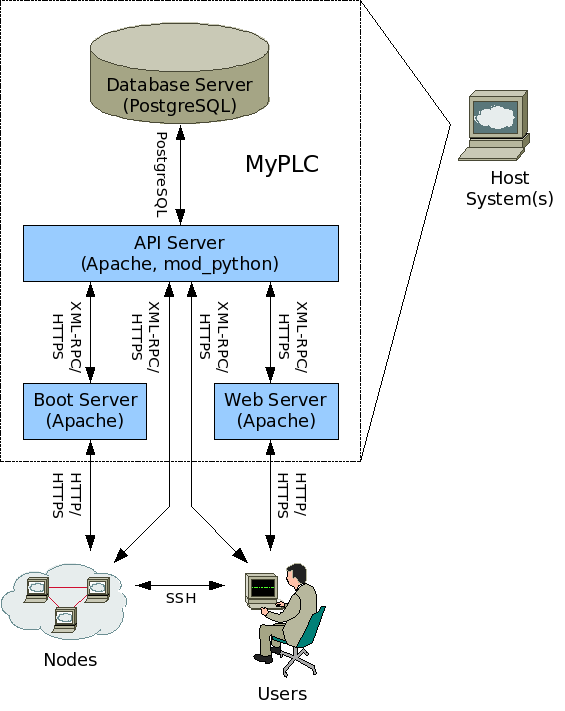 Database Server
(PostgreSQL)
PostgreSQL
MyPLC
Host
System(s)
API Server
(Apache, mod_python)
XML-RPC/
HTTPS
XML-RPC/
HTTPS
XML-RPC/
HTTPS
XML-RPC/
HTTPS
Boot Server
(Apache)
Web Server
(Apache)
HTTP/
HTTPS
HTTP/
HTTPS
SSH
Nodes
Users